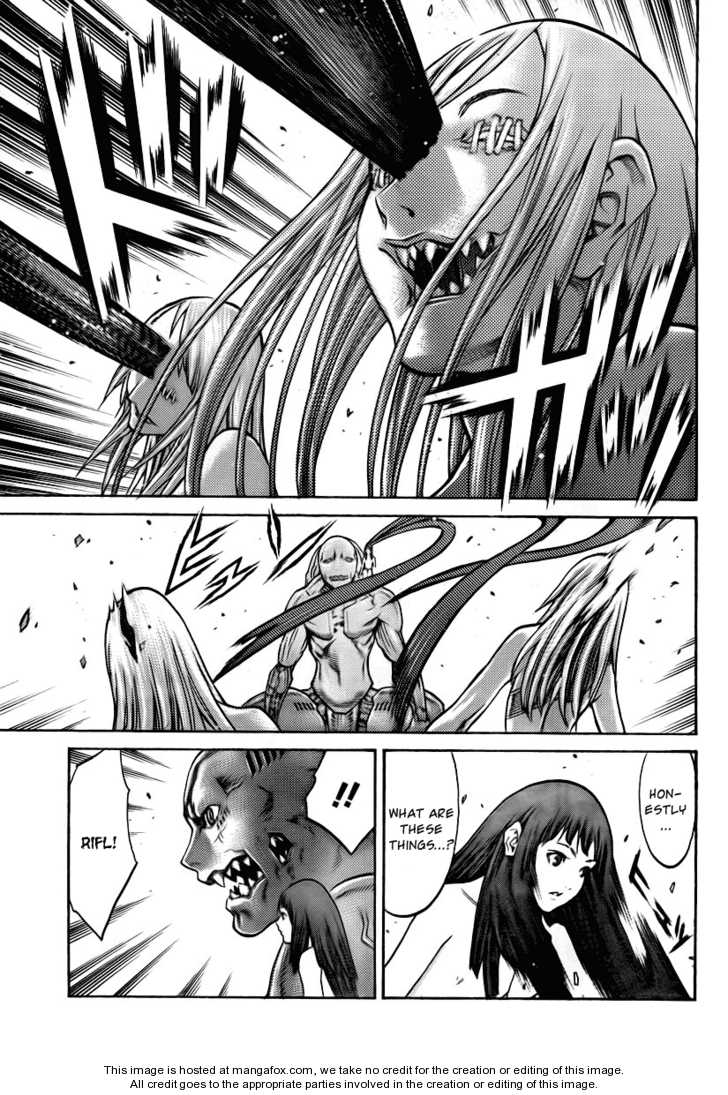 HON-
ESTLY
...
WHAT ARE
THESE
THINGS...?
!!
RIFL!
This image is hosted at mangafox.com, we take no credit for the creation or editing of this image.
All credit goes to the appropriate parties involved in the creation or editing of this image.